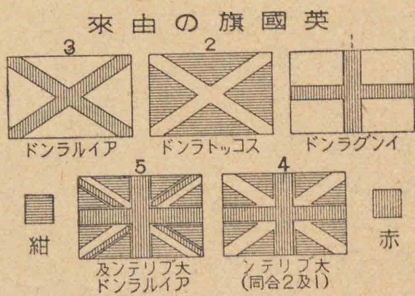 英國旗の由來
1
イングランド
2
スコットランド
3
アイルランド
赤
4
大ブリテン
(1及2合同)
5
大ブリテン及
アイルランド
紺